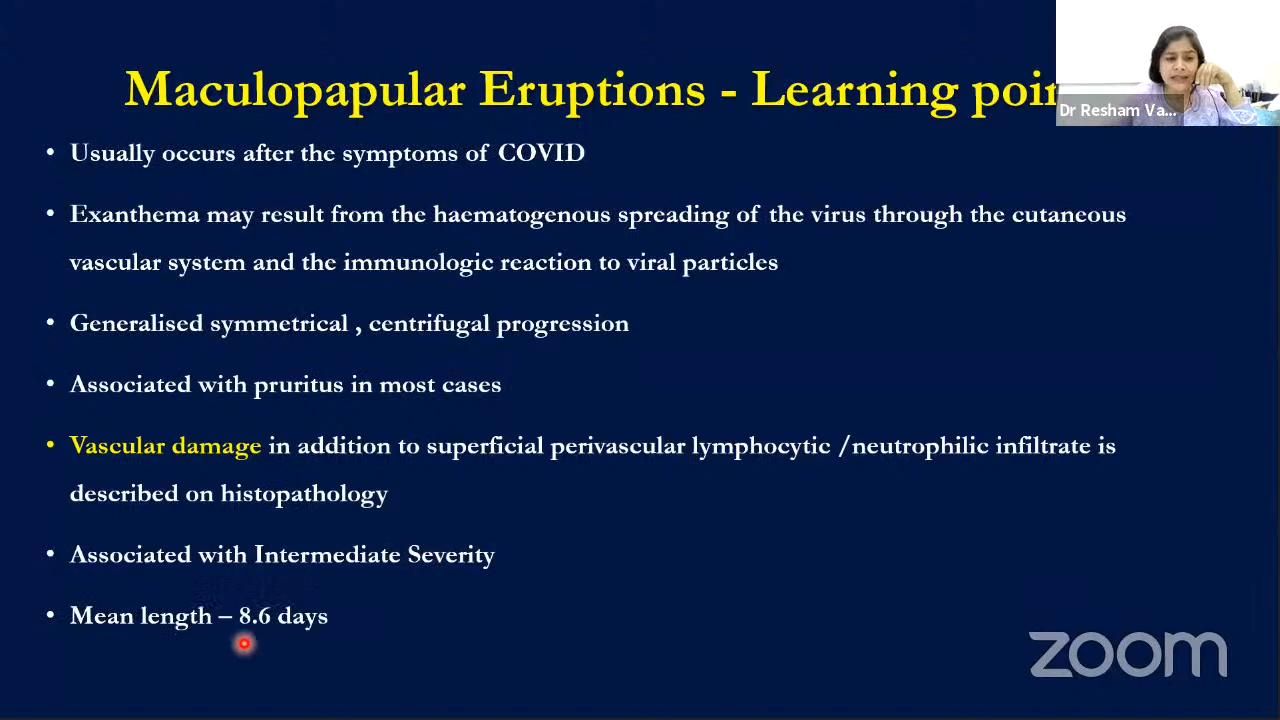 Maculopapular Eruptions - Learning poin
Dr Resham Va...
• Usually occurs after the symptoms of COVID
• Exanthema may result from the haematogenous spreading of the virus through the cutaneous
vascular system and the immunologic reaction to viral particles
• Generalised symmetrical , centrifugal progression
• Associated with pruritus in most cases
• Vascular damage in addition to superficial perivascular lymphocytic /neutrophilic infiltrate is
described on histopathology
• Associated with Intermediate Severity
• Mean length – 8.6 days
zoom